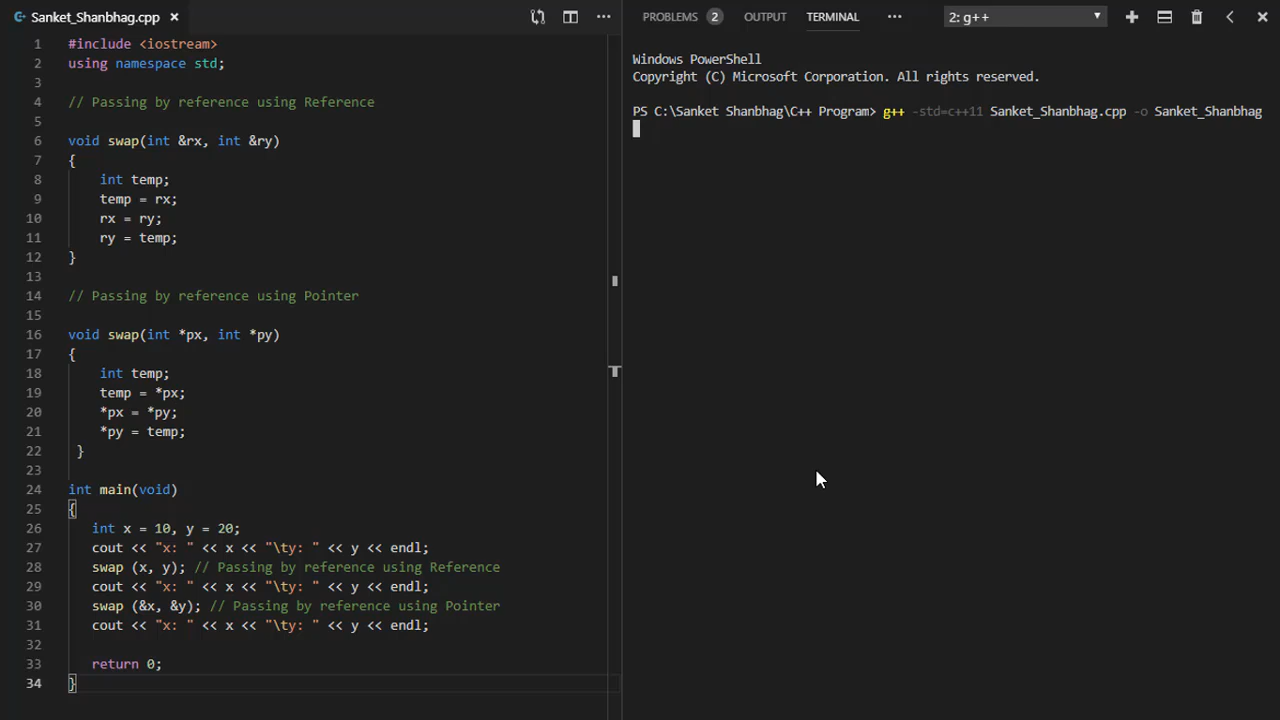 Sanket_Shanbhag.cpp
1 #include <iostream>
2 using namespace std;
3
4 // Passing by reference using Reference
5
6 void swap(int &rx, int &ry)
7 {
8 int temp;
9 temp = rx;
10 rx = ry;
11 ry = temp;
12 }
13
14 // Passing by reference using Pointer
15
16 void swap(int *px, int *py)
17 {
18 int temp;
19 temp = *px;
20 *px = *py;
21 *py = temp;
22 }
23
24 int main(void)
25 {
26 int x = 10, y = 20;
27 cout << "x: " << x << "\ty: " << y << endl;
28 swap (x, y); // Passing by reference using Reference
29 cout << "x: " << x << "\ty: " << y << endl;
30 swap (&x, &y); // Passing by reference using Pointer
31 cout << "x: " << x << "\ty: " << y << endl;
32
33 return 0;
34 }
PROBLEMS 2 OUTPUT TERMINAL ••• 2: g++
Windows PowerShell
Copyright (C) Microsoft Corporation. All rights reserved.
PS C:\Sanket Shanbhag\C++ Program> g++ -std=c++11 Sanket_Shanbhag.cpp -o Sanket_Shanbhag